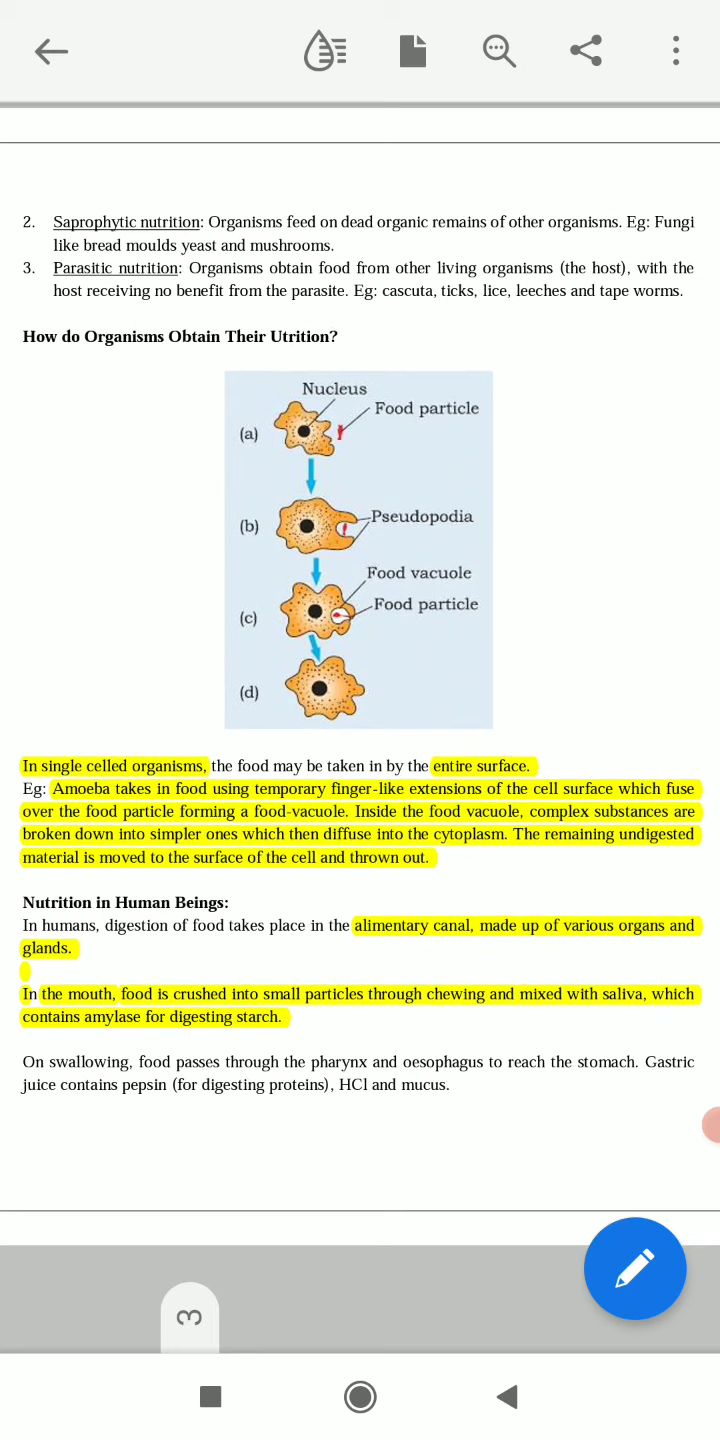 2. Saprophytic nutrition: Organisms feed on dead organic remains of other organisms. Eg: Fungi
like bread moulds yeast and mushrooms.
3. Parasitic nutrition: Organisms obtain food from other living organisms (the host), with the
host receiving no benefit from the parasite. Eg: cascuta, ticks, lice, leeches and tape worms.
How do Organisms Obtain Their Utrition?
Nucleus
Food particle
(a)
Pseudopodia
(b)
Food vacuole
Food particle
(c)
(d)
In single celled organisms, the food may be taken in by the entire surface.
Eg: Amoeba takes in food using temporary finger-like extensions of the cell surface which fuse
over the food particle forming a food-vacuole. Inside the food vacuole, complex substances are
broken down into simpler ones which then diffuse into the cytoplasm. The remaining undigested
material is moved to the surface of the cell and thrown out.
Nutrition in Human Beings:
In humans, digestion of food takes place in the alimentary canal, made up of various organs and
glands.
In the mouth, food is crushed into small particles through chewing and mixed with saliva, which
contains amylase for digesting starch.
On swallowing, food passes through the pharynx and oesophagus to reach the stomach. Gastric
juice contains pepsin (for digesting proteins), HCl and mucus.
3